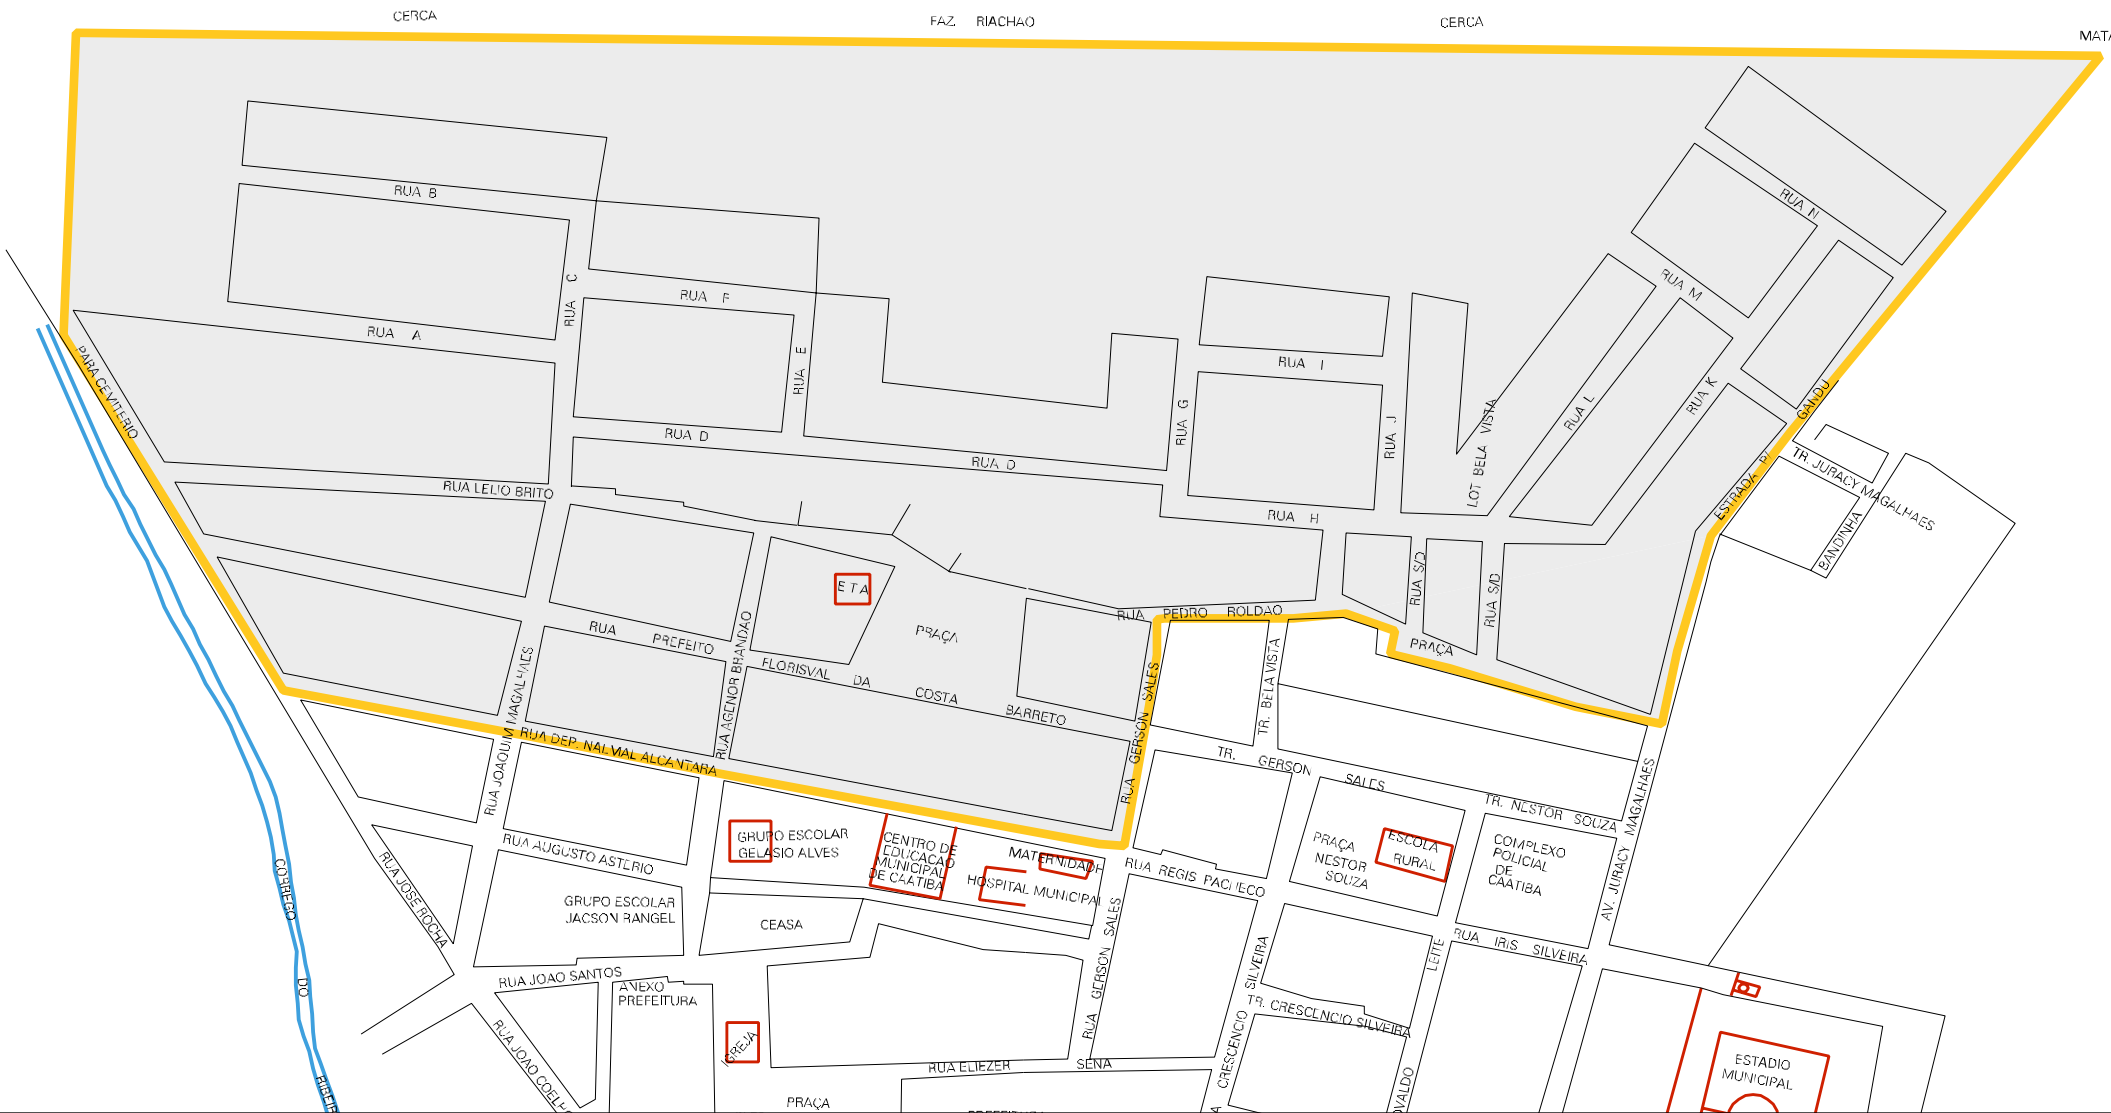 CERCA
FAZ. RIACHAO
CERCA
RUA B
RUA N
RUA C
RUA F
RUA M
RUA A
RUA E
RUA I
PARA CEMITERIO
RUA G
RUA J
LOT BELA VISTA
RUA L
RUA K
ESTRADA P/ GANDU
RUA D
RUA D
TR. JURACY MAGALHAES
BANDINHA
RUA LELIO BRITO
RUA H
E T A
RUA S/D
RUA S/D
RUA PEDRO ROLDAO
RUA PREFEITO FLORISVAL DA COSTA BARRETO
PRAÇA
PRAÇA
RUA JOAQUIM MAGALHAES
RUA AGENOR BRANDAO
RUA GERSON SALES
TR. BELA VISTA
RUA DEP. NALMAL ALCANTARA
TR. GERSON SALES
TR. NESTOR SOUZA
AV. JURACY MAGALHAES
RUA AUGUSTO ASTERIO
GRUPO ESCOLAR
GELASIO ALVES
CENTRO DE
EDUCACAO
MUNICIPAL
DE CAATIBA
MATERNIDADE
HOSPITAL MUNICIPAL
RUA REGIS PACHECO
PRAÇA
NESTOR
SOUZA
ESCOLA
RURAL
COMPLEXO
POLICIAL
DE
CAATIBA
RUA JOSE ROCHA
CORREGO DO
GRUPO ESCOLAR
JACSON RANGEL
CEASA
RUA GERSON SALES
RUA IRIS SILVEIRA
LEITE
RUA JOAO SANTOS
ANEXO
PREFEITURA
CRESCENCIO SILVEIRA
TR. CRESCENCIO SILVEIRA
RUA JOAO COELHO
IGREJA
RUA ELIEZER SENA
ESTADIO
MUNICIPAL
PRAÇA